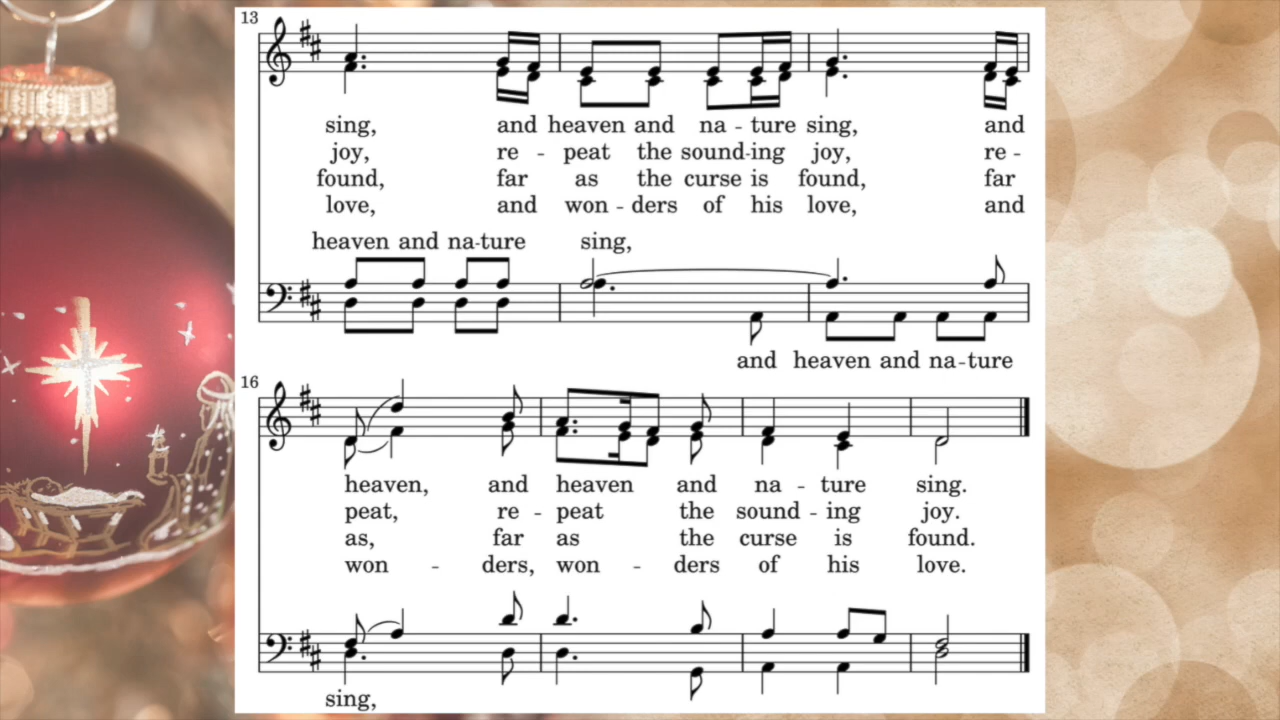 13
sing, and heaven and na - ture sing, and
joy, re - peat the sound-ing joy, re -
found, far as the curse is found, far
love, and won - ders of his love, and
heaven and na-ture sing,
and heaven and na-ture
16
heaven, and heaven and na - ture sing.
peat, re - peat the sound - ing joy.
as, far as the curse is found.
won - ders, won - ders of his love.
sing,